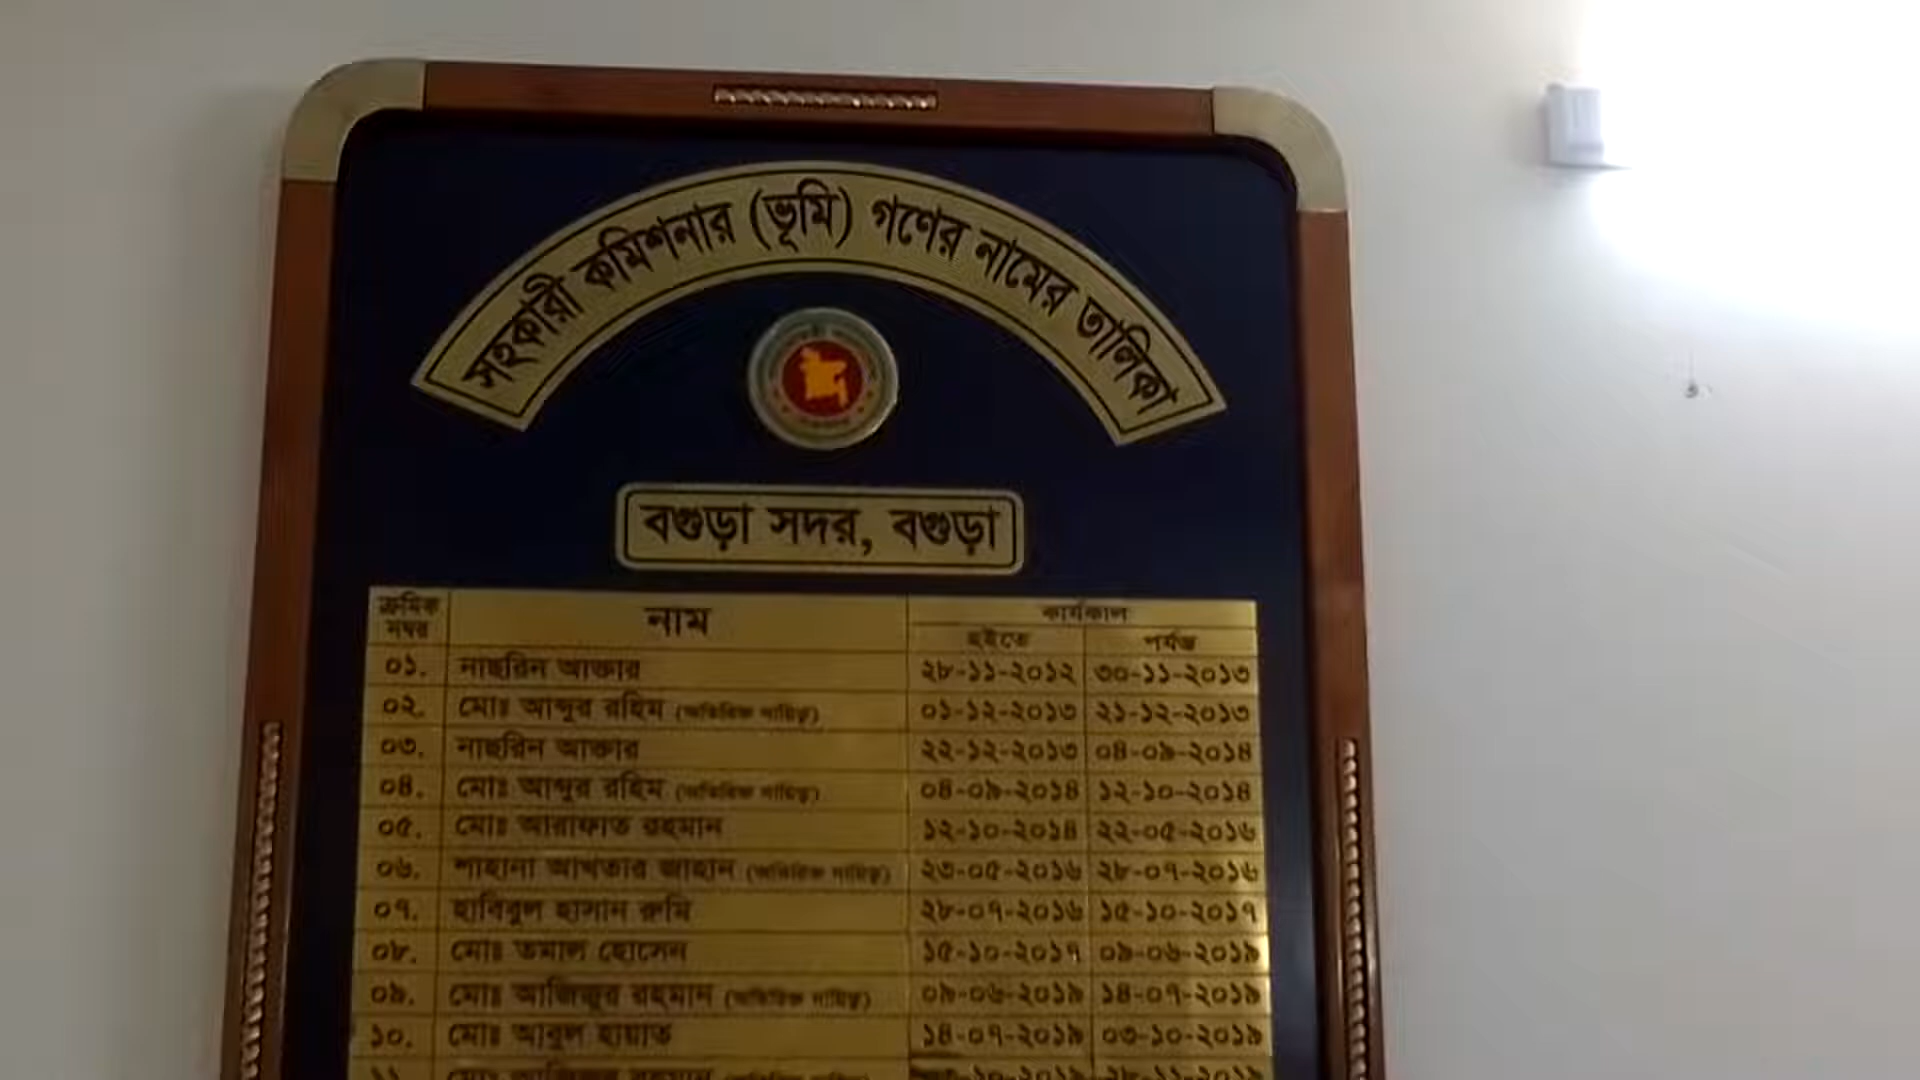 সহকারী কমিশনার (ভূমি) গণের নামের তালিকা
বগুড়া সদর, বগুড়া
ক্রমিক নম্বর নাম কার্যকাল
হইতে পর্যন্ত
০১. নাছরিন আক্তার ২৮-১১-২০১২ ৩০-১১-২০১৩
০২. মোঃ আব্দুর রহিম (অতিরিক্ত দায়িত্ব) ০১-১২-২০১৩ ২১-১২-২০১৩
০৩. নাছরিন আক্তার ২২-১২-২০১৩ ০৪-০৯-২০১৪
০৪. মোঃ আব্দুর রহিম (অতিরিক্ত দায়িত্ব) ০৪-০৯-২০১৪ ১২-১০-২০১৪
০৫. মোঃ আরাফাত রহমান ১২-১০-২০১৪ ২২-০৫-২০১৬
০৬. শাহানা আখতার জাহান (অতিরিক্ত দায়িত্ব) ২৩-০৫-২০১৬ ২৮-০৭-২০১৬
০৭. হাবিবুল হাসান রুমি ২৮-০৭-২০১৬ ১৫-১০-২০১৭
০৮. মোঃ তমাল হোসেন ১৫-১০-২০১৭ ০৯-০৬-২০১৯
০৯. মোঃ আজিজুর রহমান (অতিরিক্ত দায়িত্ব) ০৯-০৬-২০১৯ ১৪-০৭-২০১৯
১০. মোঃ আবুল হায়াত ১৪-০৭-২০১৯ ০৩-১০-২০১৯
১১. মোঃ আজিজুর রহমান